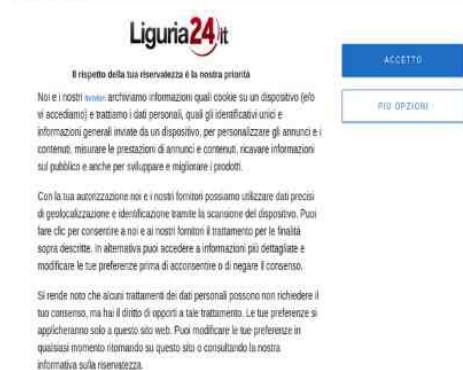 Liguria24.it
Il rispetto della tua riservatezza è la nostra priorità
Noi e i nostri fornitori archiviamo informazioni quali cookie su un dispositivo (e/o
vi accediamo) e trattiamo i dati personali, quali gli identificativi unici e
informazioni generali inviate da un dispositivo, per personalizzare gli annunci e i
contenuti, misurare le prestazioni di annunci e contenuti, ricavare informazioni
sul pubblico e anche per sviluppare e migliorare i prodotti.
Con la tua autorizzazione noi e i nostri fornitori possiamo utilizzare dati precisi
di geolocalizzazione e identificazione tramite la scansione del dispositivo. Puoi
fare clic per consentire a noi e ai nostri fornitori il trattamento per le finalità
sopra descritte. In alternativa puoi accedere a informazioni più dettagliate e
modificare le tue preferenze prima di acconsentire o di negare il consenso.
Si rende noto che alcuni trattamenti dei dati personali possono non richiedere il
tuo consenso, ma hai il diritto di opporti a tale trattamento. Le tue preferenze si
applicheranno solo a questo sito web. Puoi modificare le tue preferenze in
qualsiasi momento ritornando su questo sito o consultando la nostra
informativa sulla riservatezza.
ACCETTO
PIÙ OPZIONI